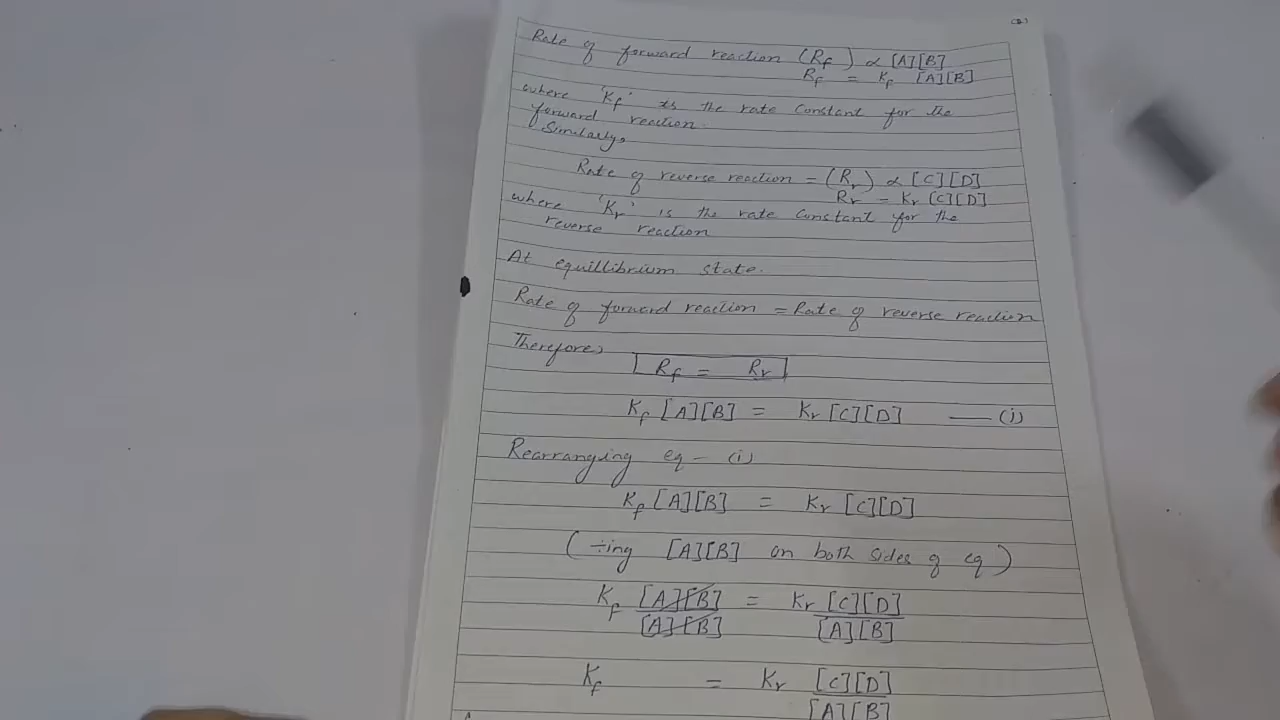 (2)
Rate of forward reaction (Rf) ∝ [A][B]
Rf = Kf [A][B]
where 'Kf' is the rate constant for the
forward reaction.
Similarly,
Rate of reverse reaction = (Rr) ∝ [C][D]
Rr = Kr [C][D]
where 'Kr' is the rate constant for the
reverse reaction
At equillibrium state.
Rate of forward reaction = Rate of reverse reaction
Therefore,
Rf = Rr
Kf [A][B] = Kr [C][D] — (i)
Rearranging eq - (i)
Kf [A][B] = Kr [C][D]
(÷ing [A][B] on both sides of eq)
Kf [A][B] = Kr [C][D]
[A][B] [A][B]
Kf = Kr [C][D]
[A][B]